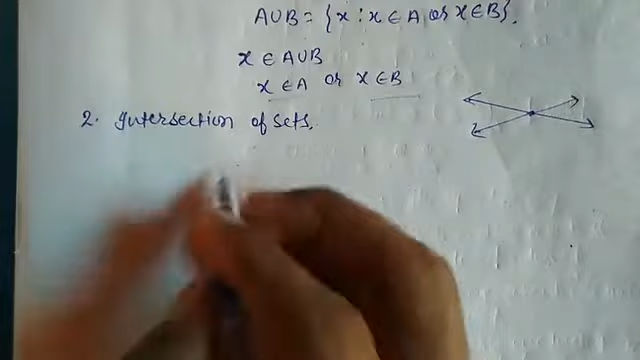 A∪B = {x : x∈A or x∈B}.
x ∈ A∪B
x ∈A or x ∈B
2. Intersection of sets.